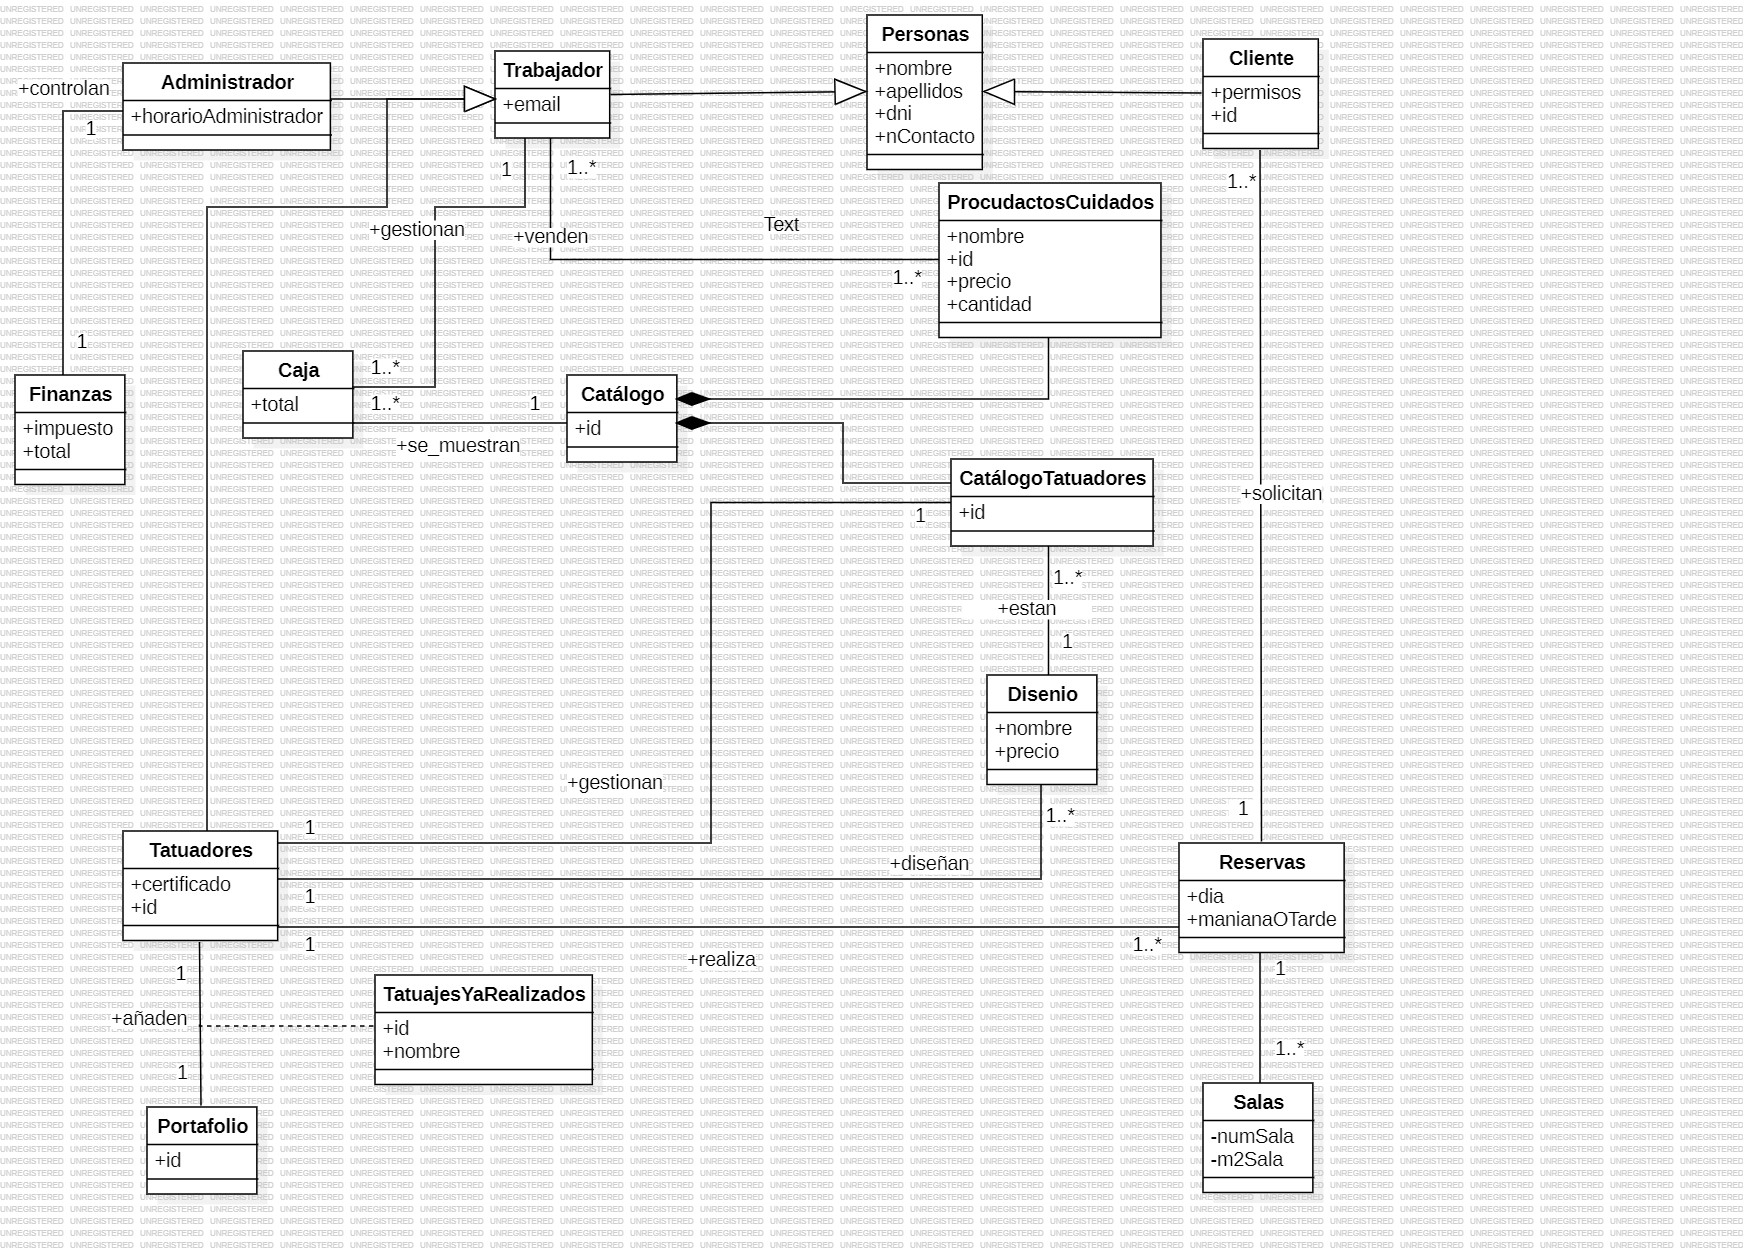 Personas
+nombre
+apellidos
+dni
+nContacto
Trabajador
+email
Cliente
+permisos
+id
Administrador
+horarioAdministrador
+controlan
1
1
1..*
1..*
+gestionan
+venden
Text
ProcudactosCuidados
+nombre
+id
+precio
+cantidad
1..*
1
Finanzas
+impuesto
+total
Caja
+total
1..*
1..*
1
+se_muestran
Catálogo
+id
CatálogoTatuadores
+id
1
+solicitan
1..*
+estan
1
Disenio
+nombre
+precio
1..*
+gestionan
1
1
Tatuadores
+certificado
+id
+diseñan
1
1
Reservas
+dia
+manianaOTarde
1..*
+realiza
1
1
+añaden
TatuajesYaRealizados
+id
+nombre
1
Portafolio
+id
1..*
Salas
-numSala
-m2Sala
UNREGISTERED